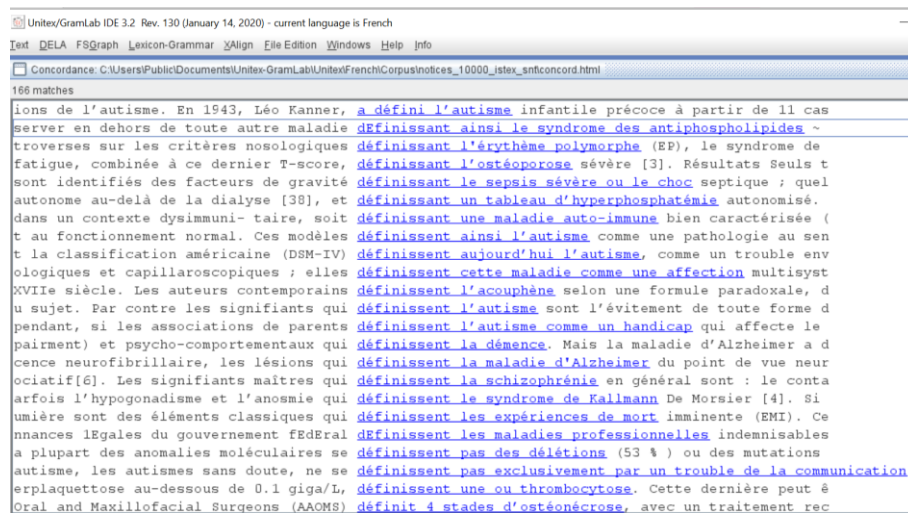 Unitex/GramLab IDE 3.2 Rev. 130 (January 14, 2020) - current language is French
Text DELA FSGraph Lexicon-Grammar XAlign File Edition Windows Help Info
Concordance: C:\Users\Public\Documents\Unitex-GramLab\Unitex\French\Corpus\notices_10000_istex_snt\concord.html
166 matches
ions de l'autisme. En 1943, Léo Kanner, a défini l'autisme infantile précoce à partir de 11 cas
server en dehors de toute autre maladie dEfinissant ainsi le syndrome des antiphospholipides ~
troverses sur les critères nosologiques définissant l'érythème polymorphe (EP), le syndrome de
fatigue, combinée à ce dernier T-score, définissant l'ostéoporose sévère [3]. Résultats Seuls t
sont identifiés des facteurs de gravité définissant le sepsis sévère ou le choc septique ; quel
autonome au-delà de la dialyse [38], et définissant un tableau d'hyperphosphatémie autonomisé.
dans un contexte dysimmuni- taire, soit définissant une maladie auto-immune bien caractérisée (
t au fonctionnement normal. Ces modèles définissent ainsi l'autisme comme une pathologie au sen
t la classification américaine (DSM-IV) définissent aujourd'hui l'autisme, comme un trouble env
ologiques et capillaroscopiques ; elles définissent cette maladie comme une affection multisyst
XVIIe siècle. Les auteurs contemporains définissent l'acouphène selon une formule paradoxale, d
u sujet. Par contre les signifiants qui définissent l'autisme sont l'évitement de toute forme d
pendant, si les associations de parents définissent l'autisme comme un handicap qui affecte le
pairment) et psycho-comportementaux qui définissent la démence. Mais la maladie d'Alzheimer a d
cence neurofibrillaire, les lésions qui définissent la maladie d'Alzheimer du point de vue neur
ociatif[6]. Les signifiants maîtres qui définissent la schizophrénie en général sont : le conta
arfois l'hypogonadisme et l'anosmie qui définissent le syndrome de Kallmann De Morsier [4]. Si
umière sont des éléments classiques qui définissent les expériences de mort imminente (EMI). Ce
nnances lEgales du gouvernement fEdEral dEfinissent les maladies professionnelles indemnisables
a plupart des anomalies moléculaires se définissent pas des délétions (53 % ) ou des mutations
autisme, les autismes sans doute, ne se définissent pas exclusivement par un trouble de la communication
erplaquettose au-dessous de 0.1 giga/L, définissent une ou thrombocytose. Cette dernière peut ê
Oral and Maxillofacial Surgeons (AAOMS) définit 4 stades d'ostéonécrose, avec un traitement rec